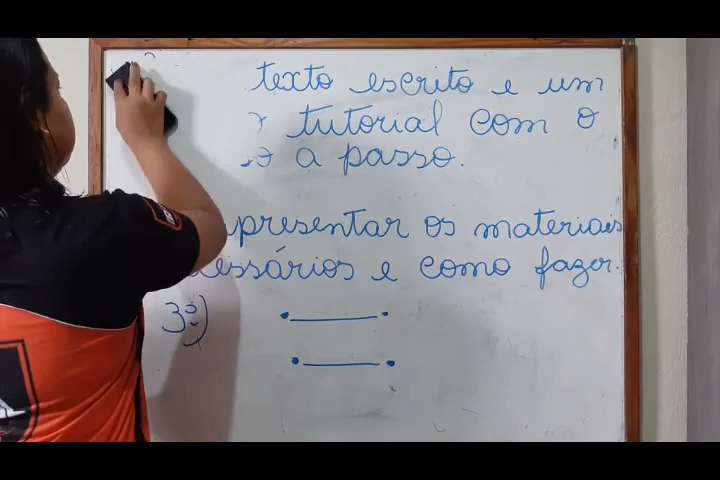 texto escrito e um
tutorial com o
a passo.
presentar os materiais
essários e como fazer.
3º)